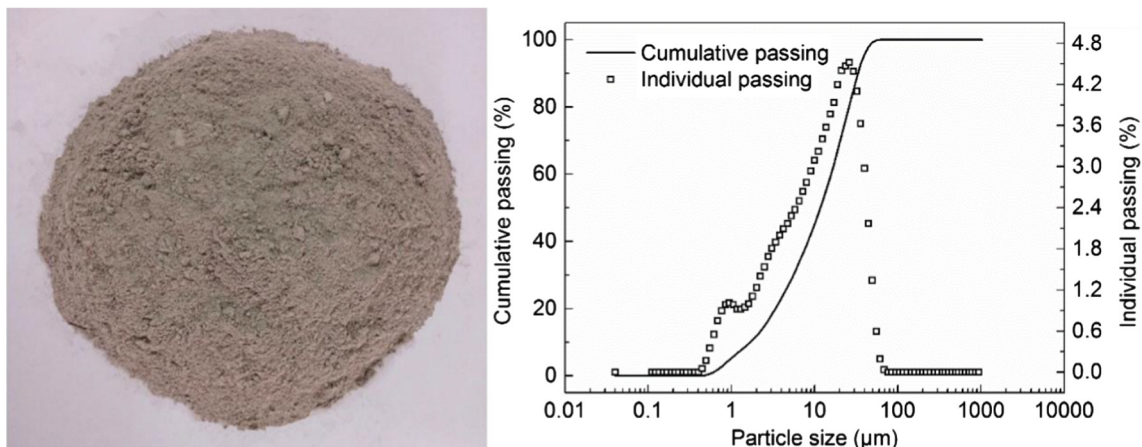 100
80
60
40
20
0
Cumulative passing (%)
Cumulative passing
Individual passing
4.8
4.2
3.6
3.0
2.4
1.8
1.2
0.6
0.0
Individual passing (%)
0.01 0.1 1 10 100 1000 10000
Particle size (μm)